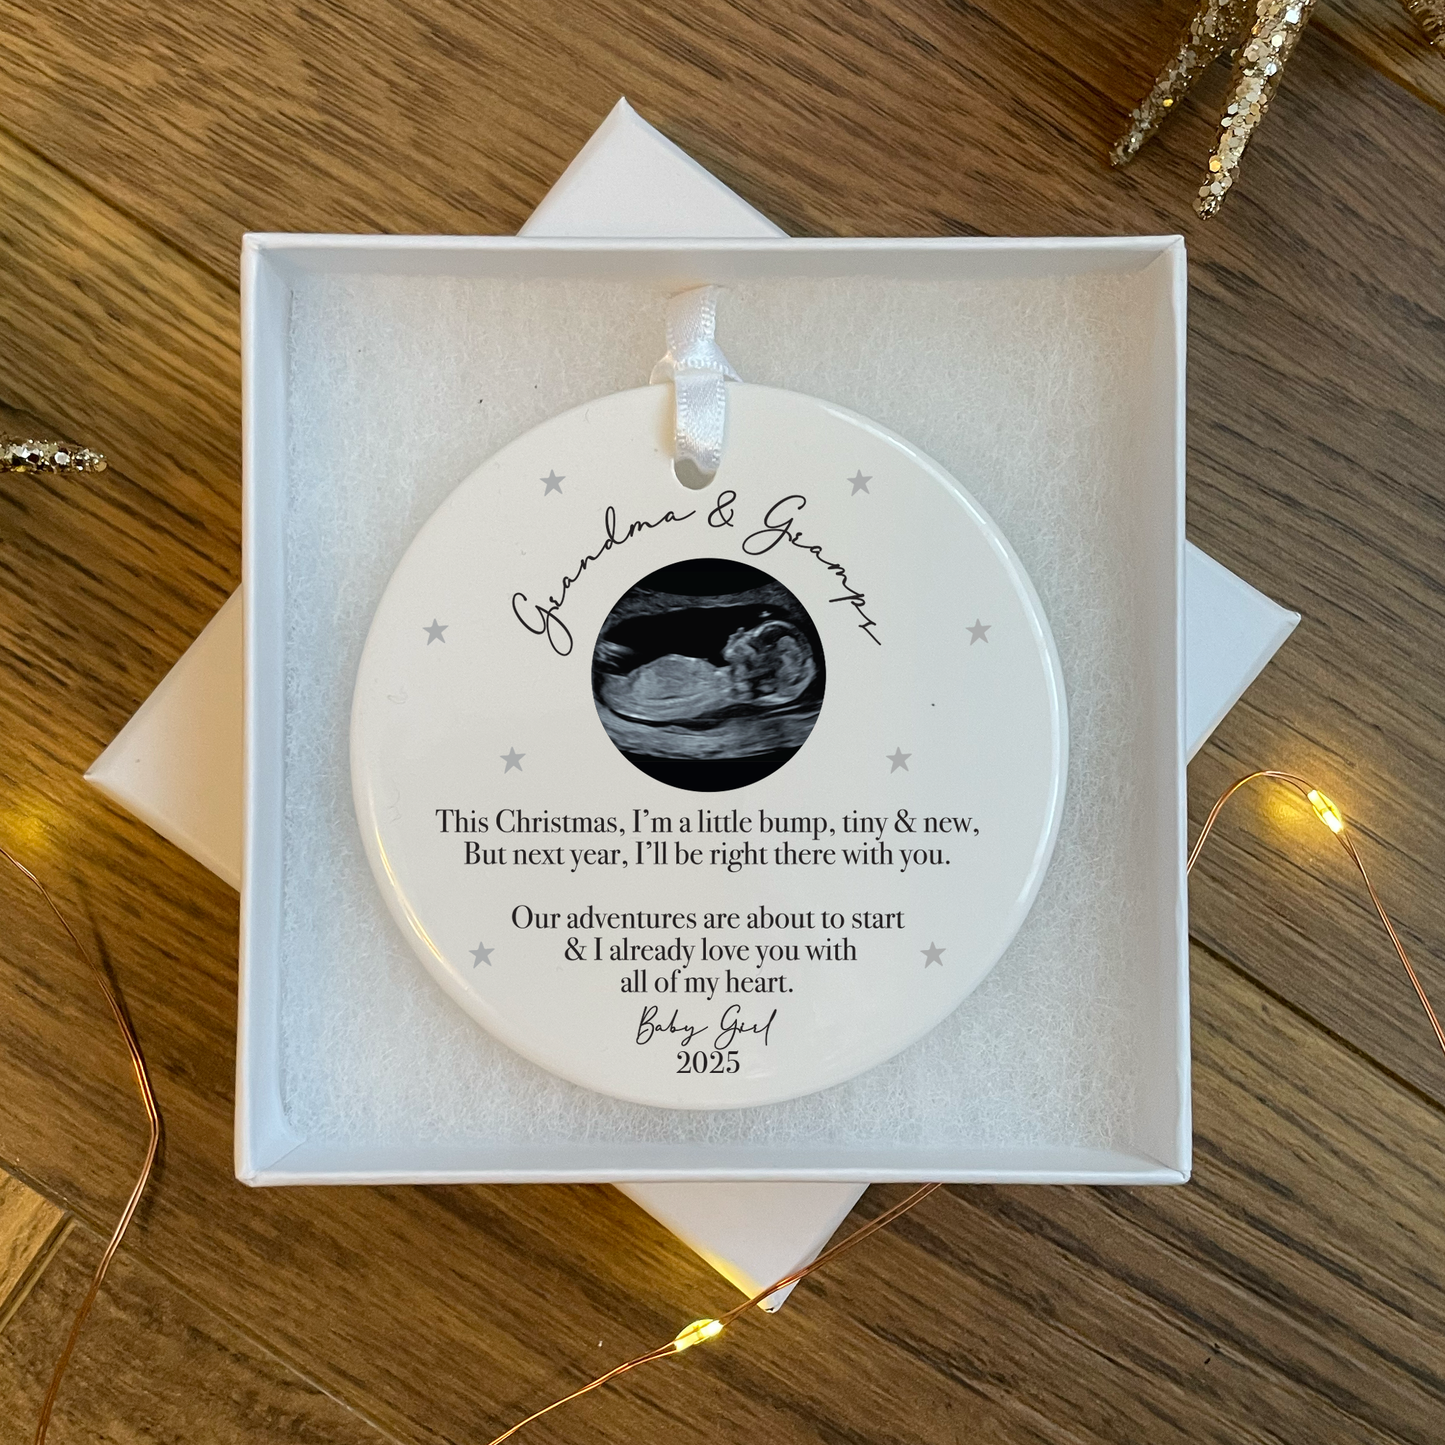 Grandma & Gramps
This Christmas, I'm a little bump, tiny & new,
But next year, I'll be right there with you.
Our adventures are about to start
& I already love you with
all of my heart.
Baby Girl
2025